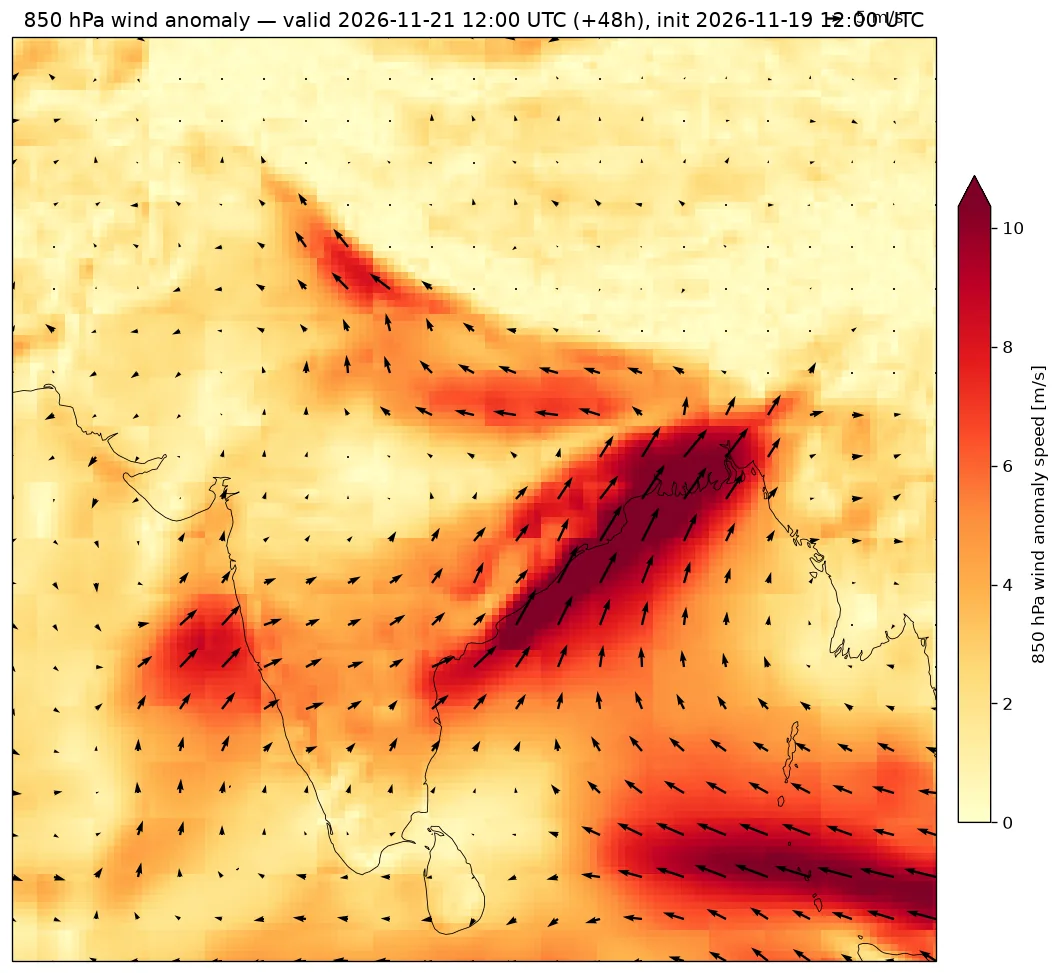 850 hPa wind anomaly — valid 2026-11-21 12:00 UTC (+48h), init 2026-11-19 12:00 UTC
5 m/s
10
8
6
4
2
0
850 hPa wind anomaly speed [m/s]